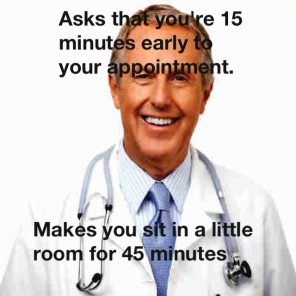 Asks that you're 15
minutes early to
your appointment.
Makes you sit in a little
room for 45 minutes